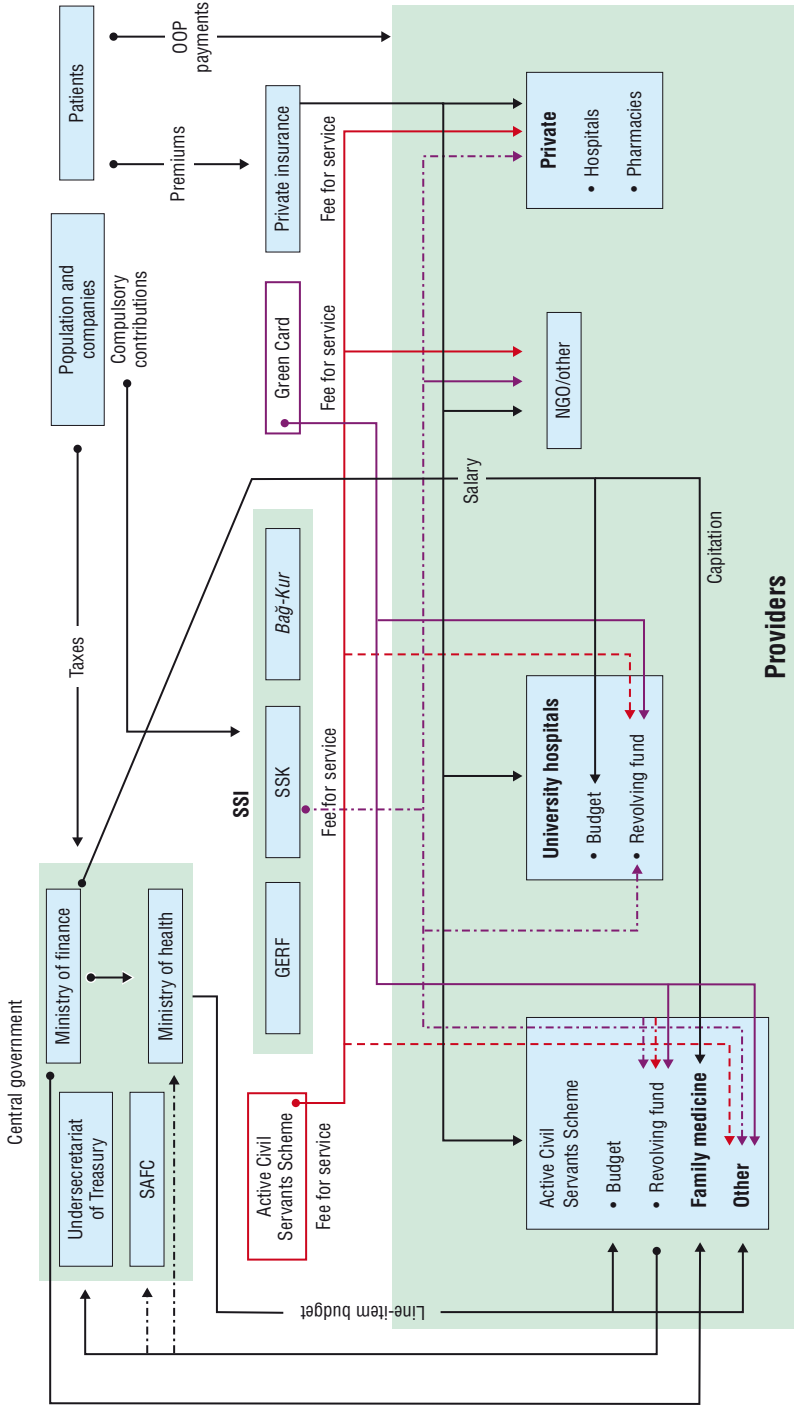 Central government
Undersecretariat
of Treasury
SAFC
Ministry of finance
Ministry of health
Taxes
Population and
companies
Compulsory
contributions
Patients
Premiums
OOP
payments
Active Civil
Servants Scheme
Fee for service
SSI
GERF
SSK
Bağ-Kur
Fee for service
Green Card
Fee for service
Private insurance
Fee for service
Line-item budget
Salary
Capitation
Active Civil
Servants Scheme
• Budget
• Revolving fund
Family medicine
Other
University hospitals
• Budget
• Revolving fund
NGO/other
Private
• Hospitals
• Pharmacies
Providers